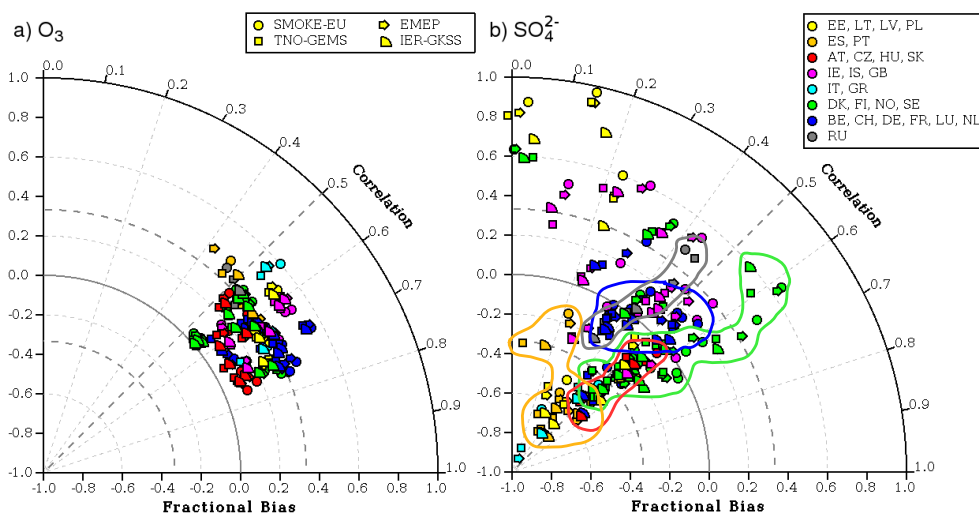 a) O3
SMOKE-EU
EMEP
TNO-GEMS
IER-GKSS
b) SO4 2-
EE, LT, LV, PL
ES, PT
AT, CZ, HU, SK
IE, IS, GB
IT, GR
DK, FI, NO, SE
BE, CH, DE, FR, LU, NL
RU
1.0
0.8
0.6
0.4
0.2
0.0
-0.2
-0.4
-0.6
-0.8
-1.0
0.0
0.1
0.2
0.3
0.4
0.5
0.6
0.7
0.8
0.9
1.0
Correlation
-1.0 -0.8 -0.6 -0.4 -0.2 0.0 0.2 0.4 0.6 0.8 1.0
Fractional Bias
1.0
0.8
0.6
0.4
0.2
0.0
-0.2
-0.4
-0.6
-0.8
-1.0
0.0
0.1
0.2
0.3
0.4
0.5
0.6
0.7
0.8
0.9
1.0
Correlation
-1.0 -0.8 -0.6 -0.4 -0.2 0.0 0.2 0.4 0.6 0.8 1.0
Fractional Bias